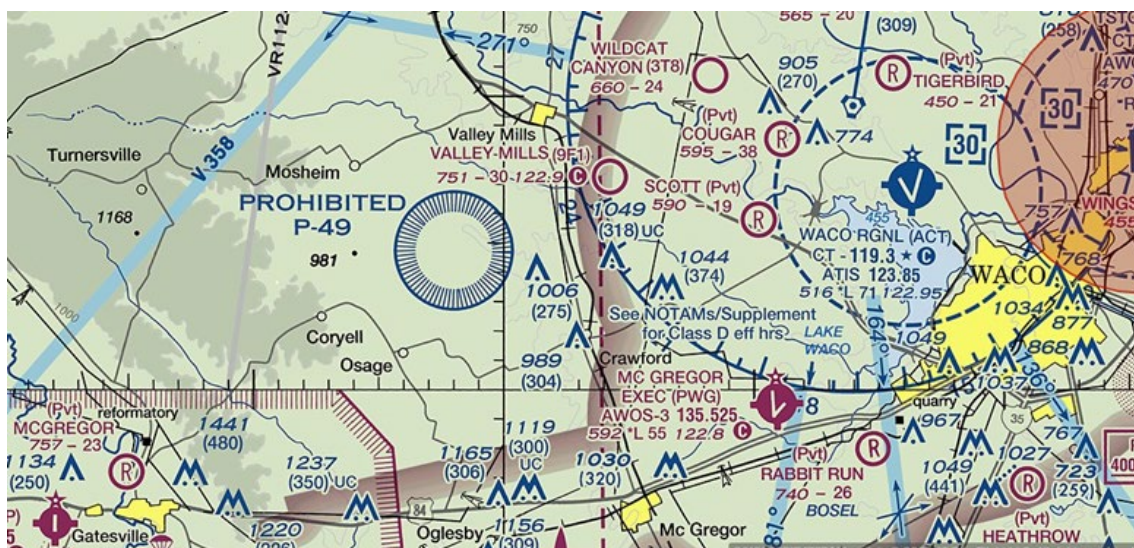 VR1124
750
271°
27
WILDCAT
CANYON (3T8)
660 - 24
565 - 20
905
(270)
(309)
(Pvt)
TIGERBIRD
450 - 21
(258)
30
30
Valley Mills
VALLEY MILLS (9F1)
751 - 30 122.9 C
(Pvt)
COUGAR
595 - 38
R
774
SCOTT (Pvt)
590 - 19
R
Turnersville
V 358
Mosheim
PROHIBITED
P-49
1168
981
1049
(318) UC
1044
(374)
1006
(275)
455
WACO RGNL (ACT)
CT - 119.3 ★ C
ATIS 123.85
516 *L 71 122.95
757
WINGS
455
768
WACO
1034
877
868
1049
1037
See NOTAMs/Supplement
for Class D eff hrs
LAKE
WACO
164°
1000
Coryell
Osage
989
(304)
Crawford
MC GREGOR
EXEC (PWG)
AWOS-3 135.525
592 *L 55 122.8 C
quarry
967
35
136°
(Pvt)
MCGREGOR
757 - 23
R
reformatory
1441
(480)
1134
(250)
1237
(350) UC
1220
1165
(306)
1119
(300)
UC
1030
(320)
84
Oglesby
1156
(309)
Mc Gregor
R
(Pvt)
RABBIT RUN
740 - 26
181°
LAKE
BOSEL
1049
(441)
1027
767
723
(259)
400
R
(Pvt)
HEATHROW
Gatesville